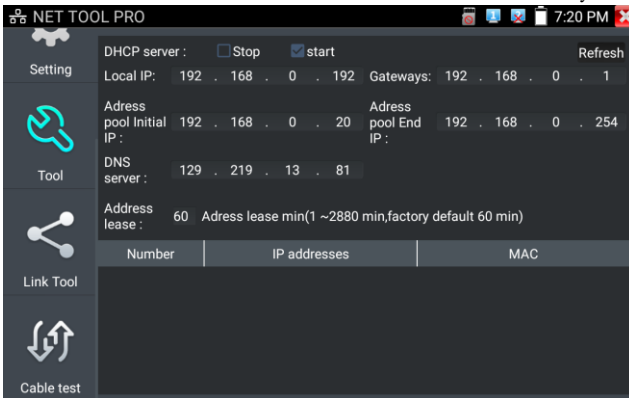 NET TOOL PRO 7:20 PM
Setting
Tool
Link Tool
Cable test
DHCP server : Stop start Refresh
Local IP: 192 . 168 . 0 . 192 Gateways: 192 . 168 . 0 . 1
Adress
pool Initial 192 . 168 . 0 . 20
IP :
Adress
pool End 192 . 168 . 0 . 254
IP :
DNS
server : 129 . 219 . 13 . 81
Address
lease : 60 Adress lease min(1 ~2880 min,factory default 60 min)
Number IP addresses MAC